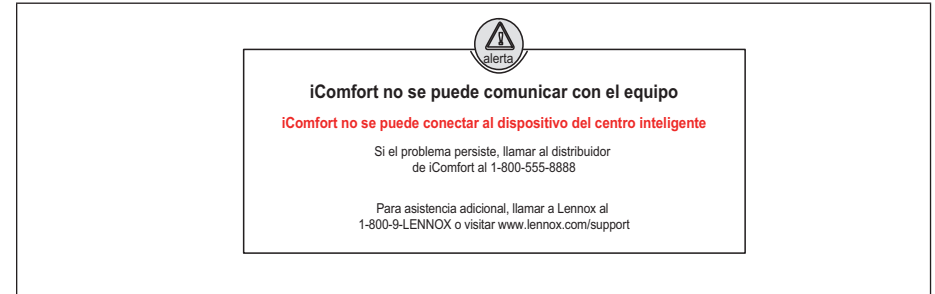 alerta
iComfort no se puede comunicar con el equipo
iComfort no se puede conectar al dispositivo del centro inteligente
Si el problema persiste, llamar al distribuidor
de iComfort al 1-800-555-8888
Para asistencia adicional, llamar a Lennox al
1-800-9-LENNOX o visitar www.lennox.com/support